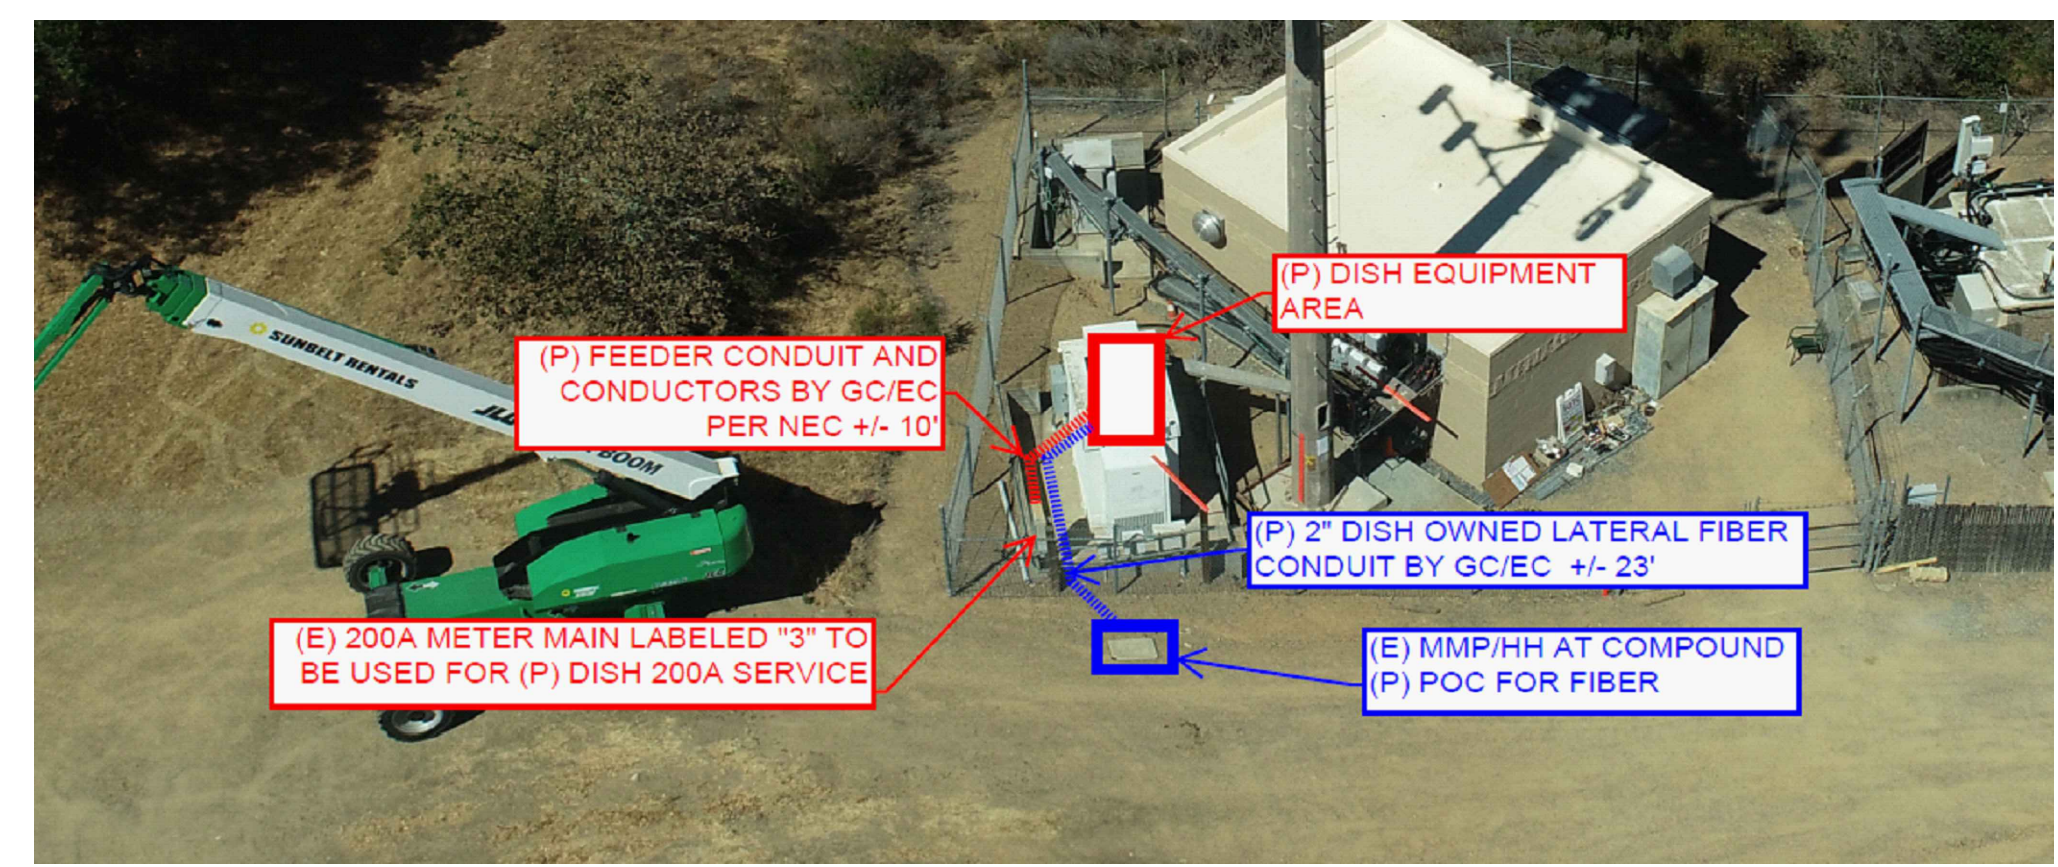 (P) DISH EQUIPMENT
AREA
SUNBELT RENTALS
(P) FEEDER CONDUIT AND
CONDUCTORS BY GC/EC
PER NEC +/- 10'
BOOM
(P) 2" DISH OWNED LATERAL FIBER
CONDUIT BY GC/EC +/- 23'
(E) 200A METER MAIN LABELED "3" TO
BE USED FOR (P) DISH 200A SERVICE
(E) MMP/HH AT COMPOUND
(P) POC FOR FIBER